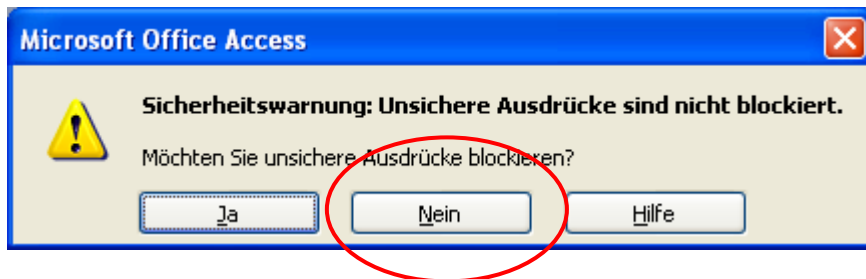 Microsoft Office Access
Sicherheitswarnung: Unsichere Ausdrücke sind nicht blockiert.
Möchten Sie unsichere Ausdrücke blockieren?
Ja Nein Hilfe